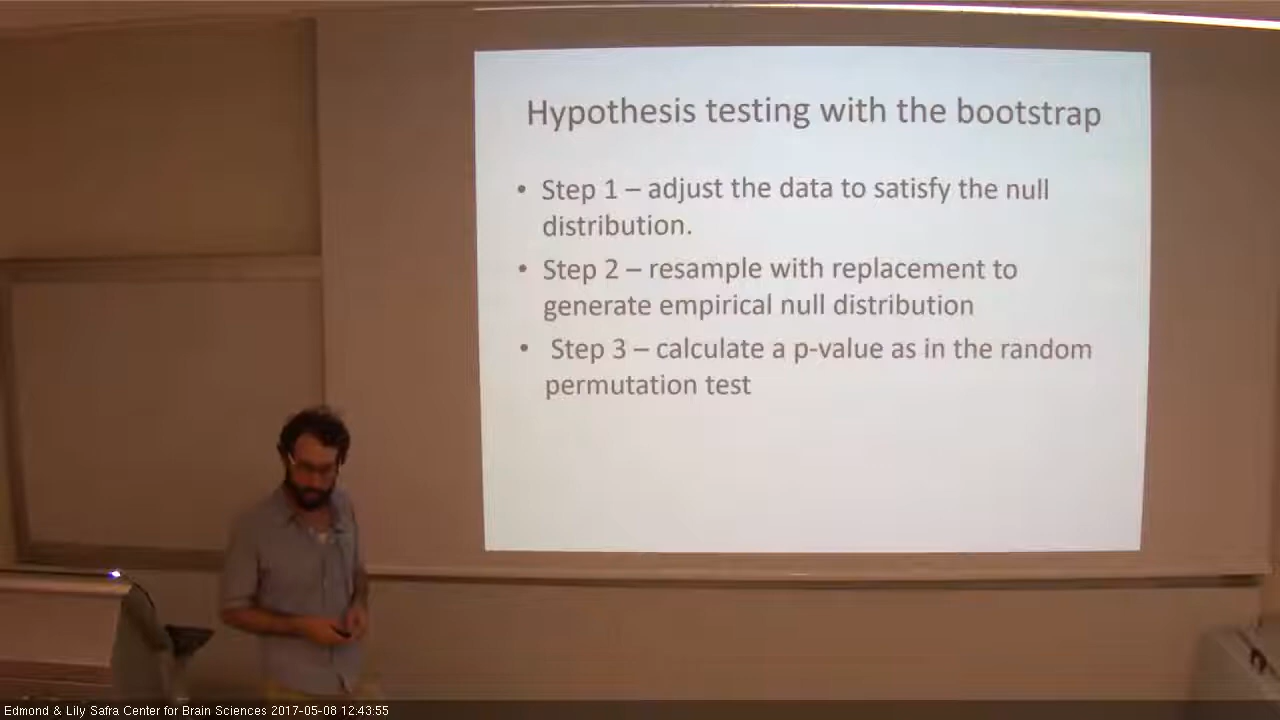 Hypothesis testing with the bootstrap
• Step 1 – adjust the data to satisfy the null
distribution.
• Step 2 – resample with replacement to
generate empirical null distribution
• Step 3 – calculate a p-value as in the random
permutation test
Edmond & Lily Safra Center for Brain Sciences 2017-05-08 12:43:55